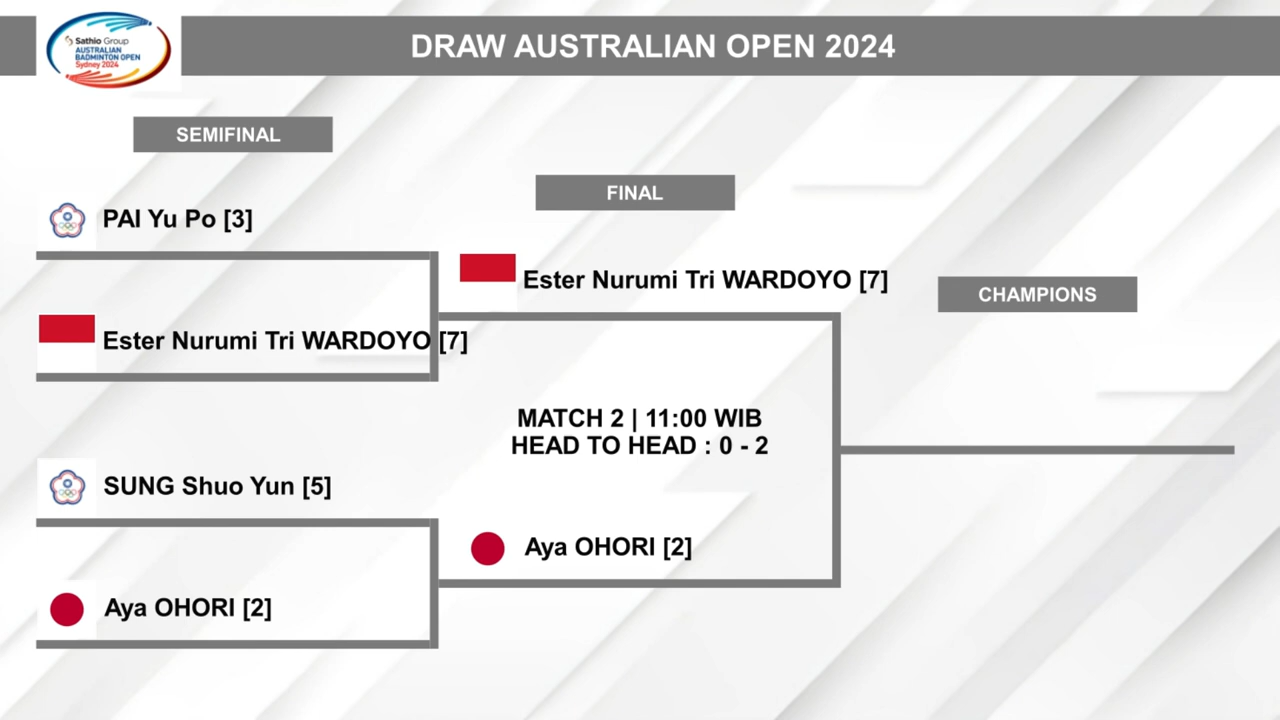 Sathio Group
AUSTRALIAN
BADMINTON OPEN
Sydney 2024
DRAW AUSTRALIAN OPEN 2024
SEMIFINAL
FINAL
CHAMPIONS
PAI Yu Po [3]
Ester Nurumi Tri WARDOYO [7]
Ester Nurumi Tri WARDOYO [7]
MATCH 2 | 11:00 WIB
HEAD TO HEAD : 0 - 2
SUNG Shuo Yun [5]
Aya OHORI [2]
Aya OHORI [2]